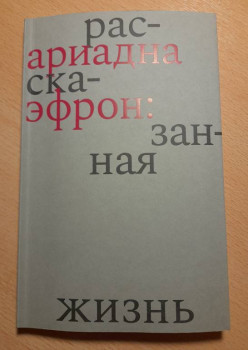 рас-
ариадна
ска-
эфрон:
зан-
ная
жизнь